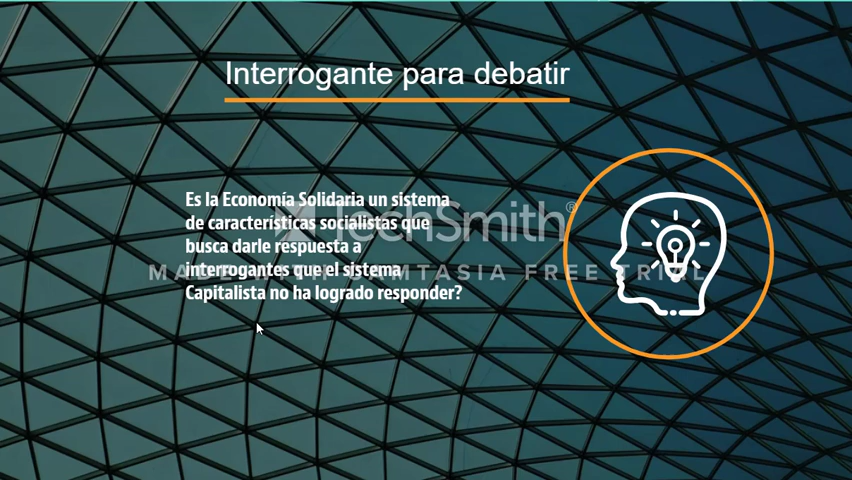 Interrogante para debatir
Es la Economía Solidaria un sistema
de características socialistas que
busca darle respuesta a
interrogantes que el sistema
Capitalista no ha logrado responder?
TechSmith®
MADE WITH CAMTASIA FREE TRIAL